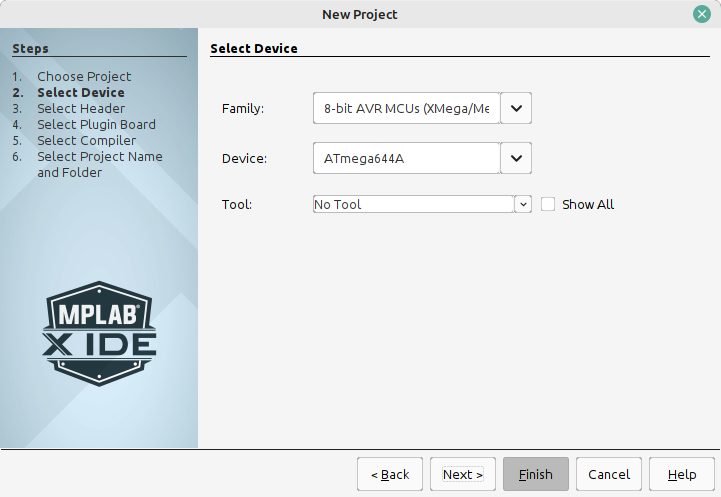 New Project
Steps
1. Choose Project
2. Select Device
3. Select Header
4. Select Plugin Board
5. Select Compiler
6. Select Project Name
and Folder
MPLAB®
X IDE
Select Device
Family: 8-bit AVR MCUs (XMega/Me
Device: ATmega644A
Tool: No Tool Show All
< Back Next > Finish Cancel Help